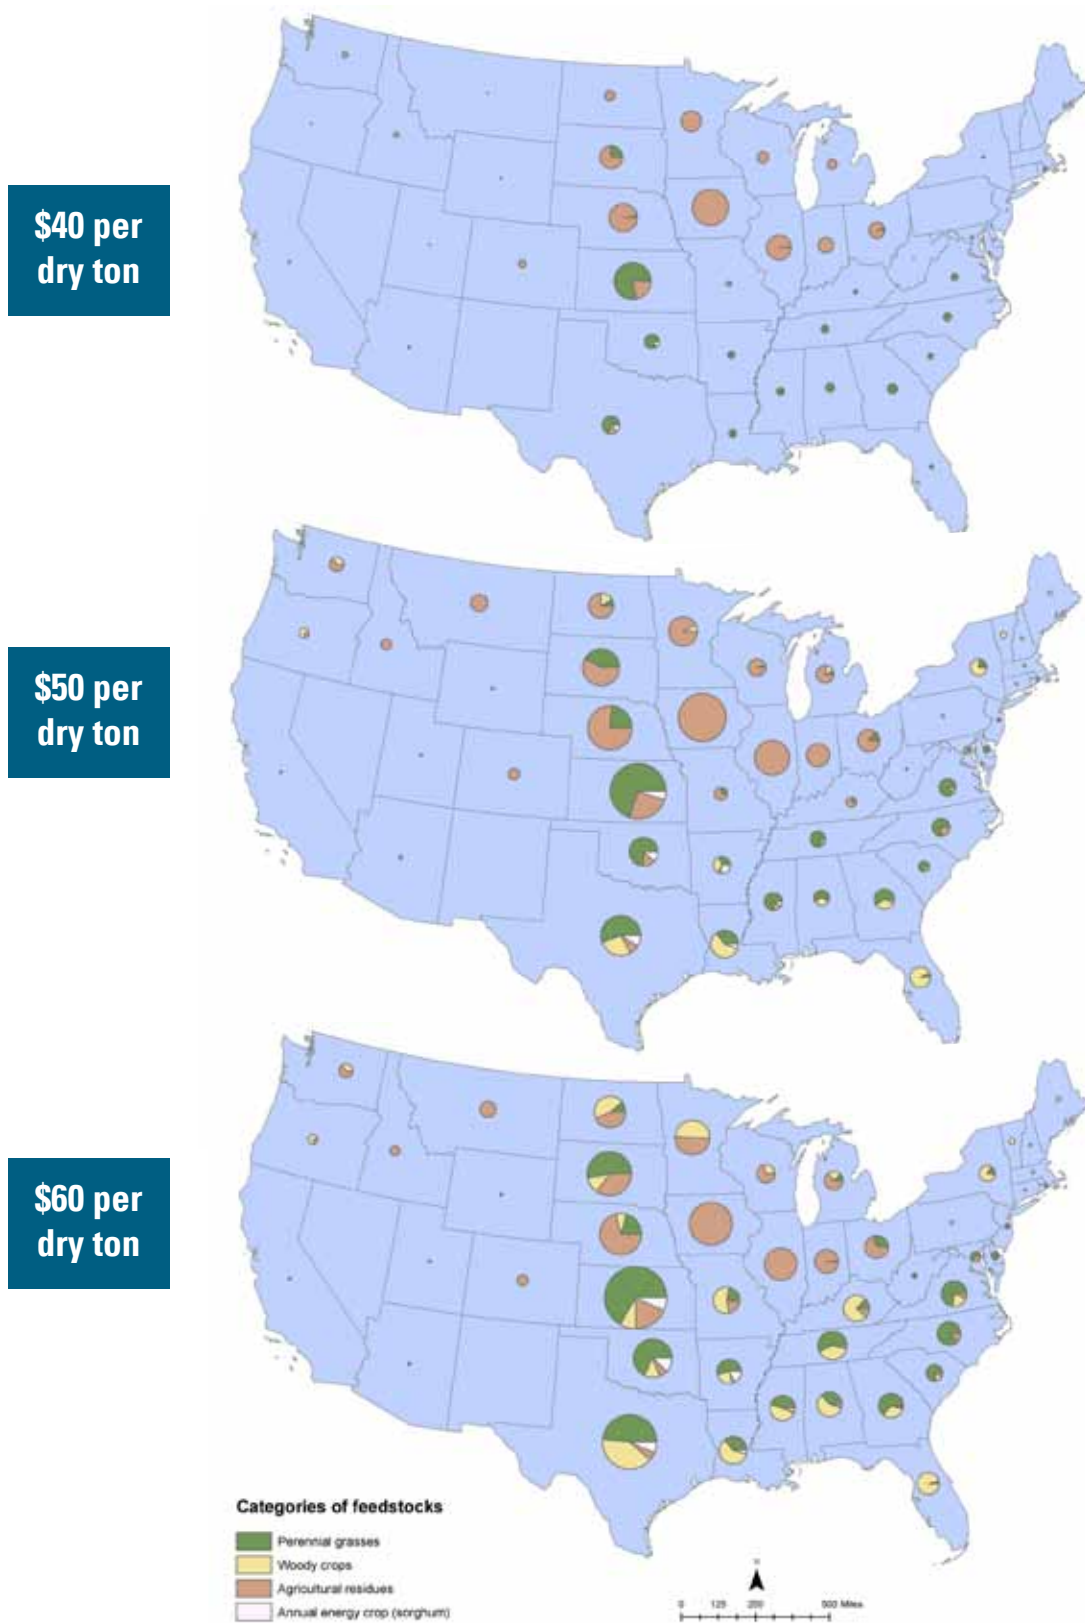 $40 per
dry ton
$50 per
dry ton
$60 per
dry ton
Categories of feedstocks
Perennial grasses
Woody crops
Agricultural residues
Annual energy crop (sorghum)
N
0 125 200 500 Miles